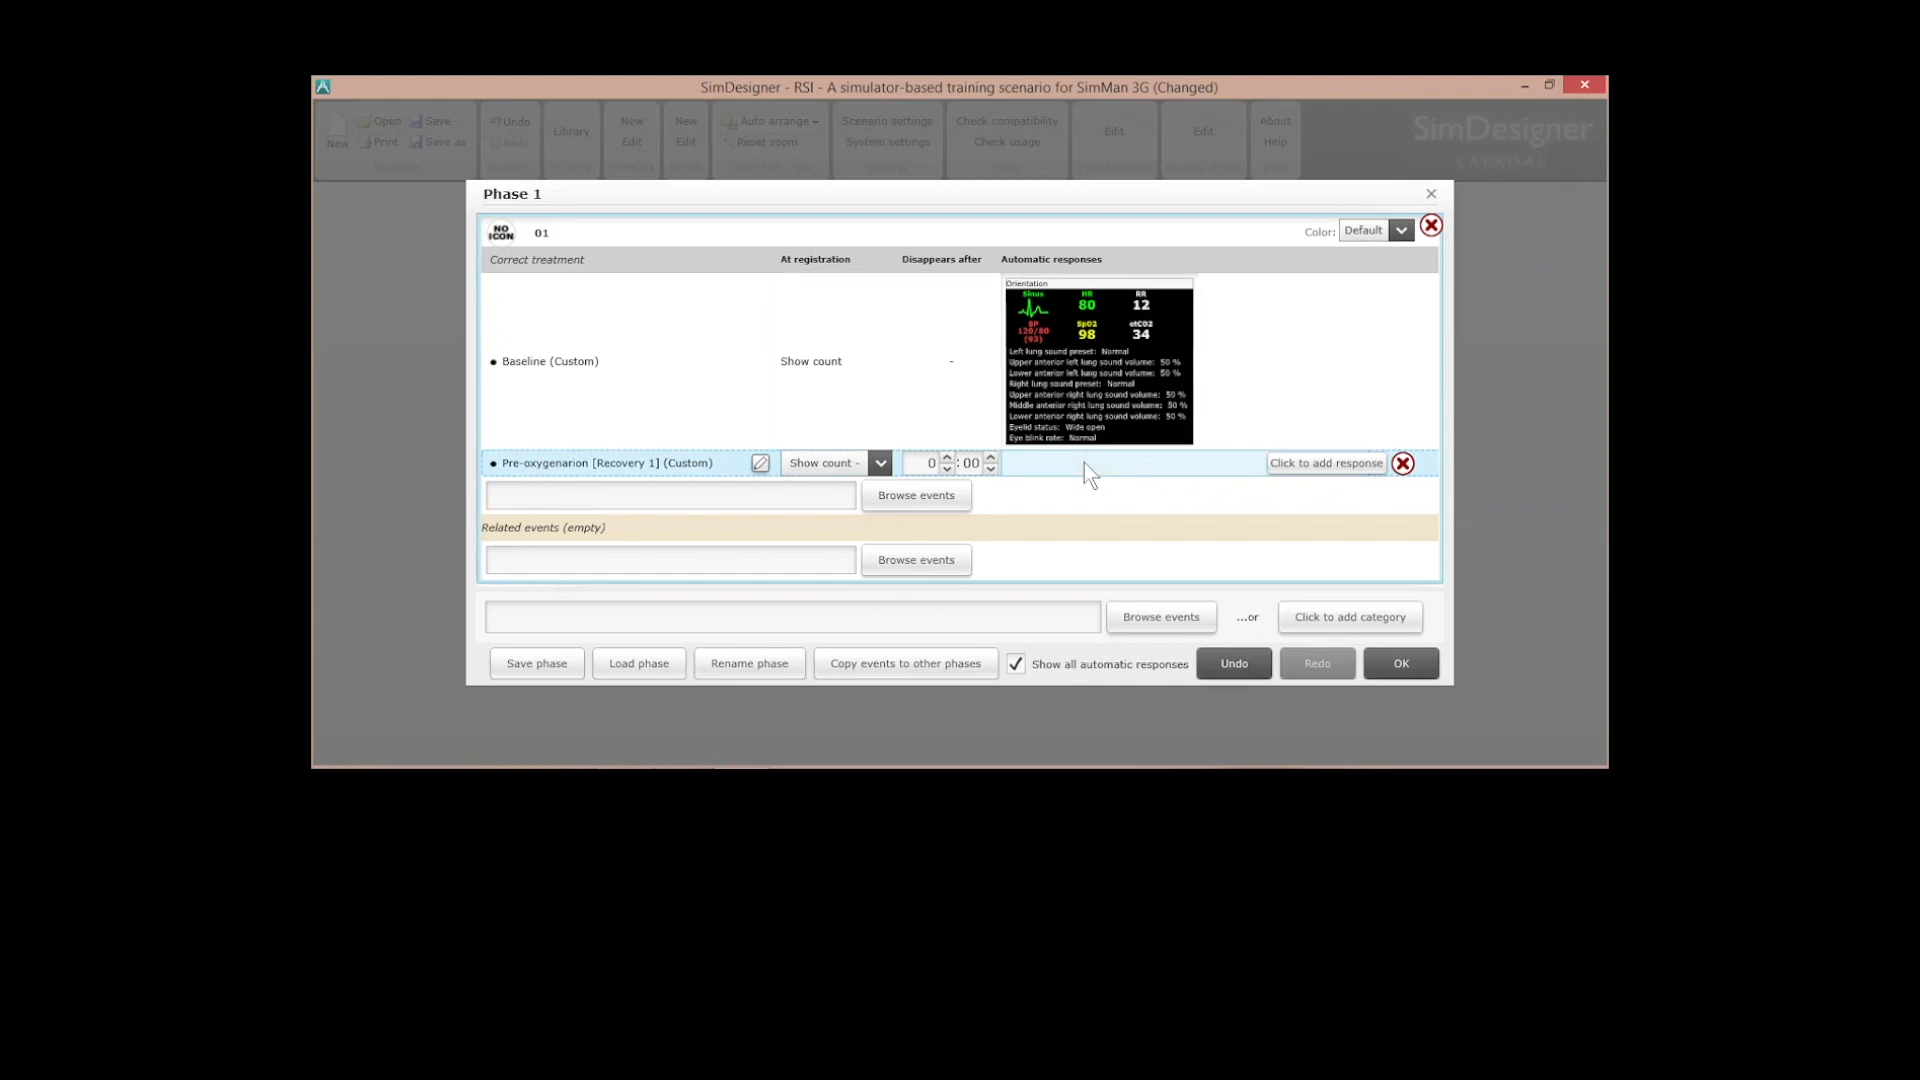 SimDesigner - RSI - A simulator-based training scenario for SimMan 3G (Changed)
New Open Save Print Save as
Undo Redo
Library
New Edit
New Edit
Auto arrange Reset zoom
Scenario settings System settings
Check compatibility Check usage
Edit
Edit
About Help
SimDesigner
LAERDAL
Phase 1
NO ICON 01 Color: Default
Correct treatment At registration Disappears after Automatic responses
Orientation
Sinus HR RR
80 12
BP SpO2 etCO2
120/80 98 34
(93)
Left lung sound preset: Normal
Upper anterior left lung sound volume: 50 %
Lower anterior left lung sound volume: 50 %
Right lung sound preset: Normal
Upper anterior right lung sound volume: 50 %
Middle anterior right lung sound volume: 50 %
Lower anterior right lung sound volume: 50 %
Eyelid status: Wide open
Eye blink rate: Normal
Baseline (Custom) Show count -
Pre-oxygenarion [Recovery 1] (Custom) Show count - 0 : 00 Click to add response
Browse events
Related events (empty)
Browse events
Browse events ...or Click to add category
Save phase Load phase Rename phase Copy events to other phases Show all automatic responses Undo Redo OK